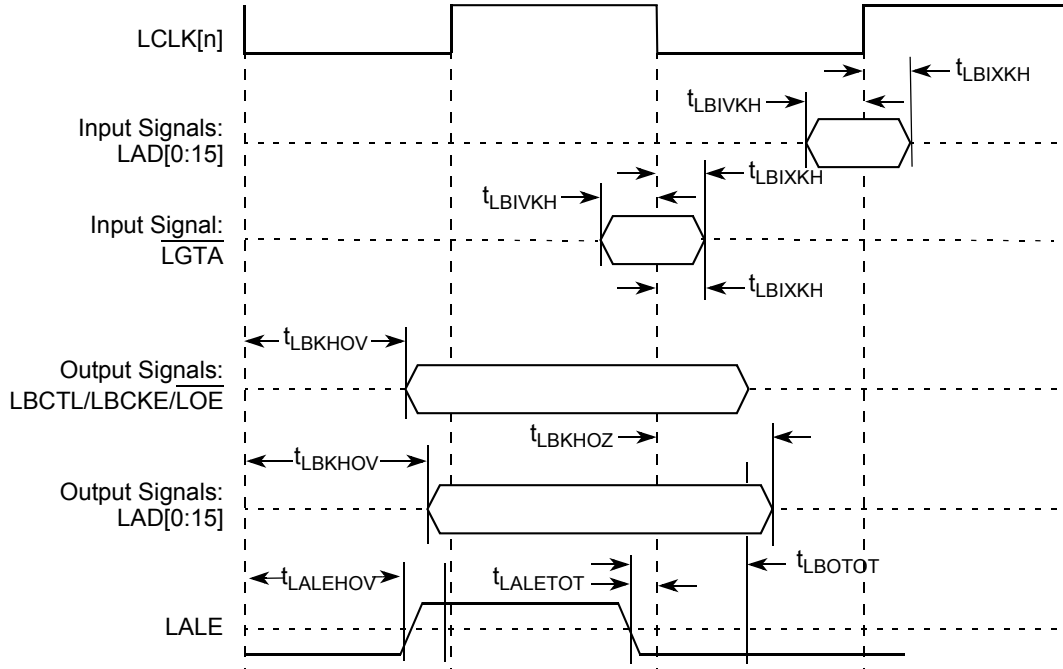 LCLK[n]
tLBIXKH
tLBIVKH
Input Signals:
LAD[0:15]
tLBIXKH
tLBIVKH
Input Signal:
LGTA
tLBIXKH
tLBKHOV
Output Signals:
LBCTL/LBCKE/LOE
tLBKHOZ
tLBKHOV
Output Signals:
LAD[0:15]
tLBOTOT
tLALEHOV
tLALETOT
LALE